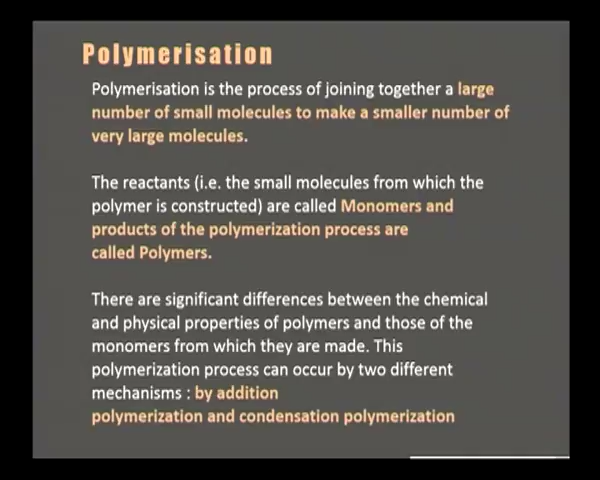 Polymerisation
Polymerisation is the process of joining together a large
number of small molecules to make a smaller number of
very large molecules.
The reactants (i.e. the small molecules from which the
polymer is constructed) are called Monomers and
products of the polymerization process are
called Polymers.
There are significant differences between the chemical
and physical properties of polymers and those of the
monomers from which they are made. This
polymerization process can occur by two different
mechanisms : by addition
polymerization and condensation polymerization